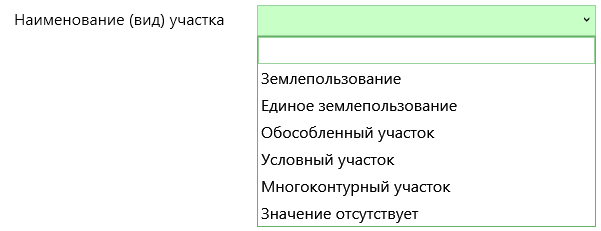 Наименование (вид) участка
Землепользование
Единое землепользование
Обособленный участок
Условный участок
Многоконтурный участок
Значение отсутствует